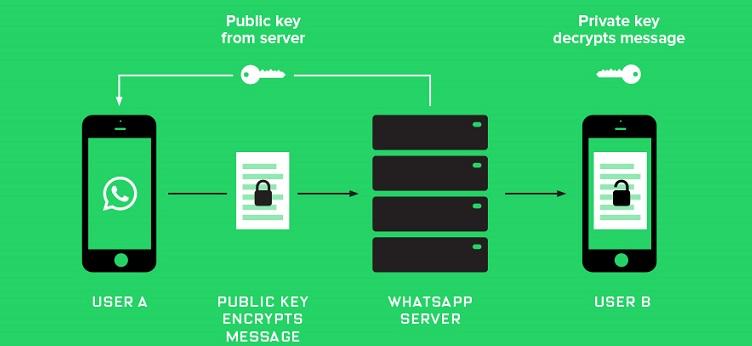 Public key
from server
Private key
decrypts message
USER A
PUBLIC KEY
ENCRYPTS
MESSAGE
WHATSAPP
SERVER
USER B